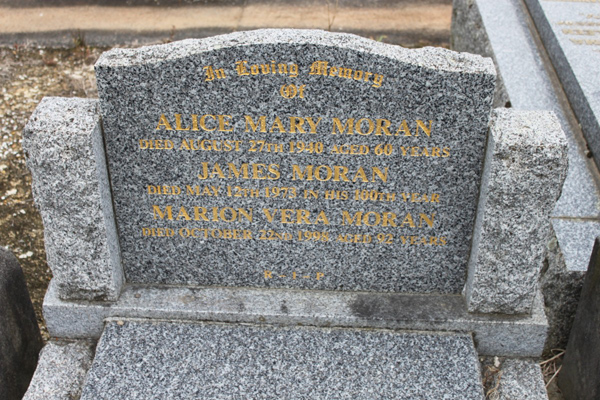 In Loving Memory
Of
ALICE MARY MORAN
DIED AUGUST 27TH 1940 AGED 60 YEARS
JAMES MORAN
DIED MAY 12TH 1973 IN HIS 100TH YEAR
MARION VERA MORAN
DIED OCTOBER 22ND 1998 AGED 92 YEARS
R - I - P